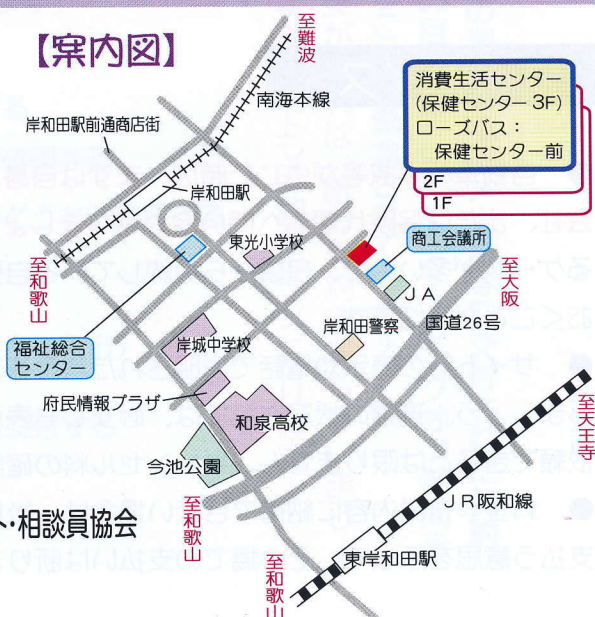 【案内図】
至難波
南海本線
消費生活センター
(保健センター 3F)
ローズバス：
保健センター前
2F
1F
岸和田駅前通商店街
岸和田駅
東光小学校
商工会議所
至和歌山
JA
至大阪
福祉総合
センター
岸城中学校
岸和田警察
国道26号
府民情報プラザ
和泉高校
至天王寺
今池公園
至和歌山
JR阪和線
ト・相談員協会
東岸和田駅
至和歌山